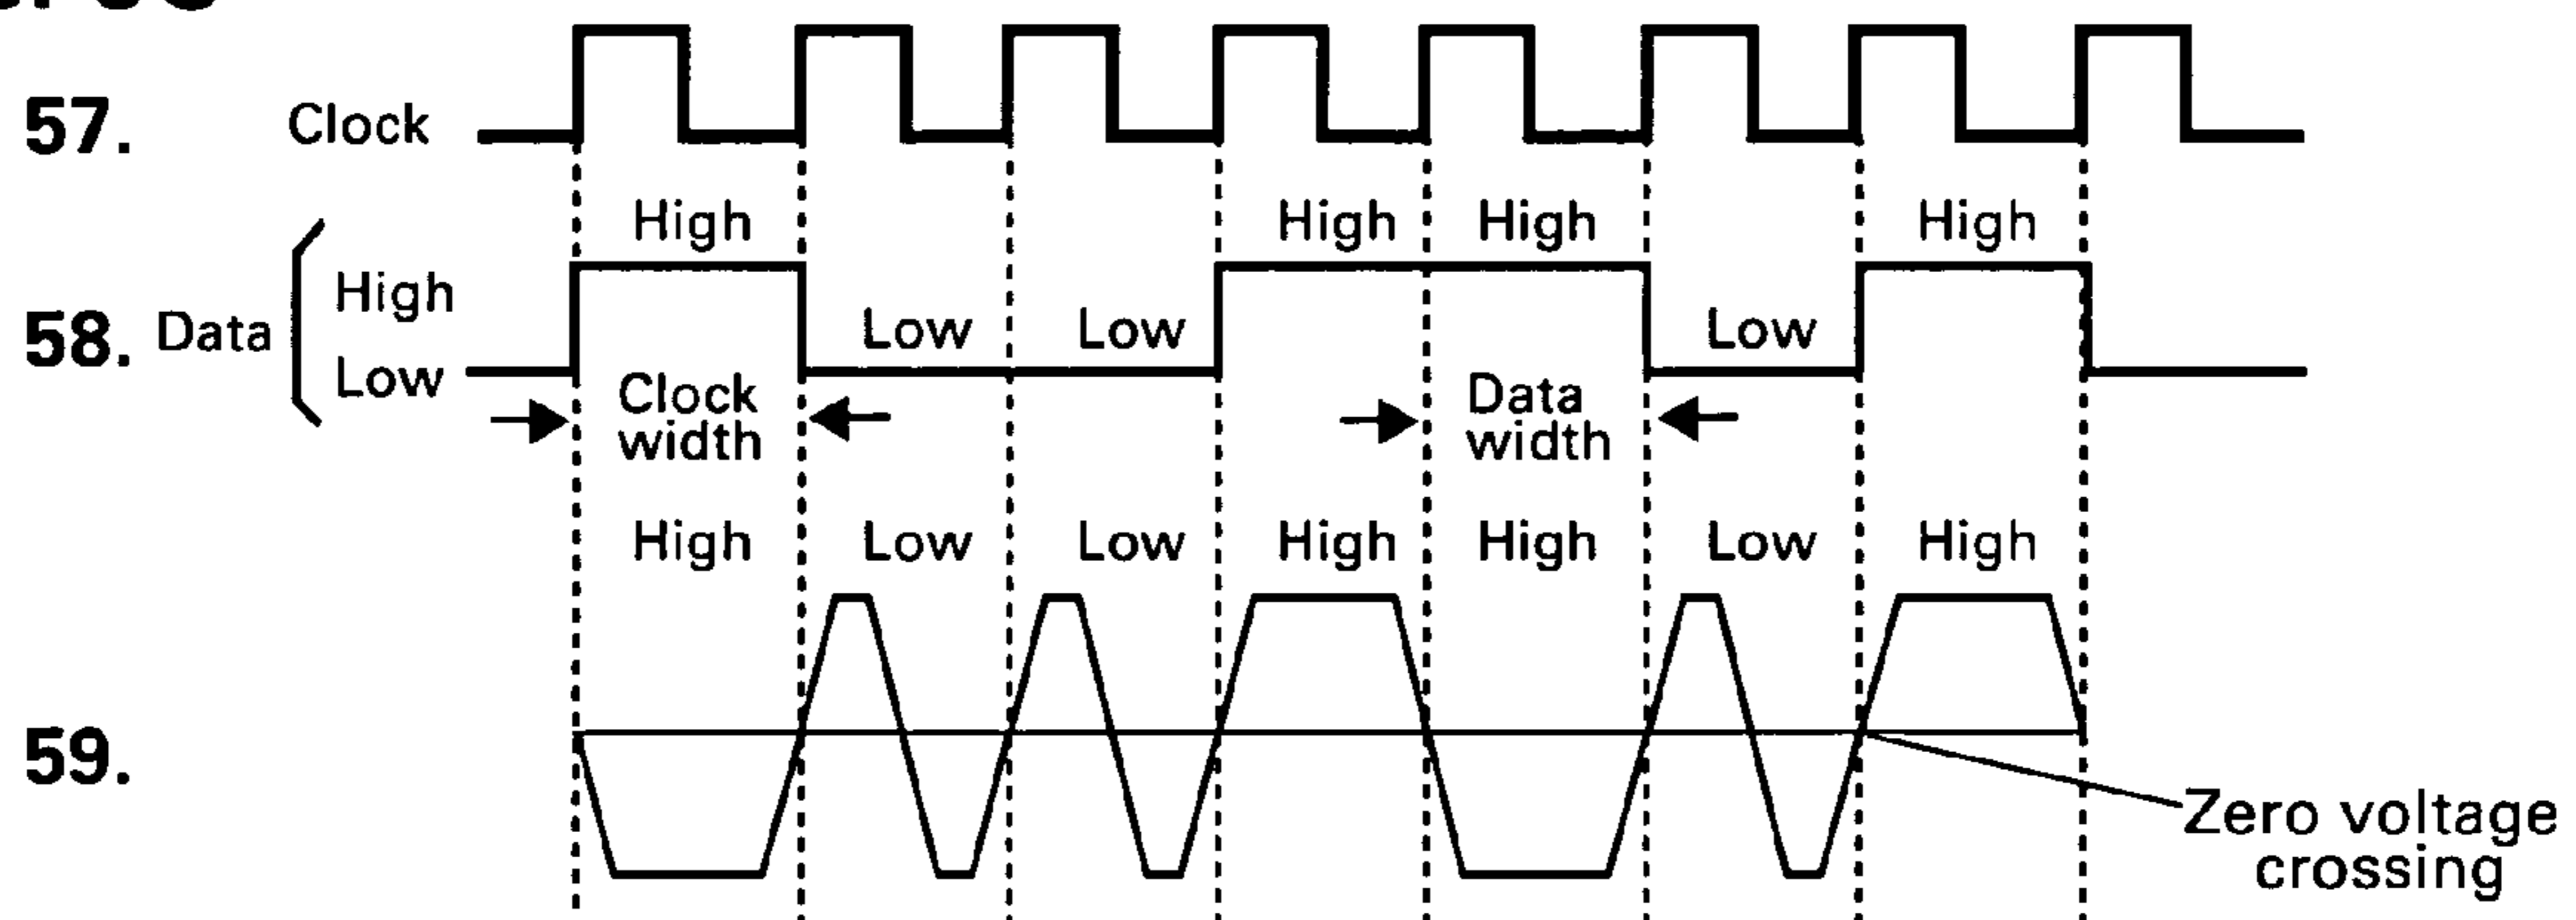 57. Clock
High High High High
58. Data High Low
Low Low Low
Clock width
Data width
High Low Low High High Low High
59.
Zero voltage crossing